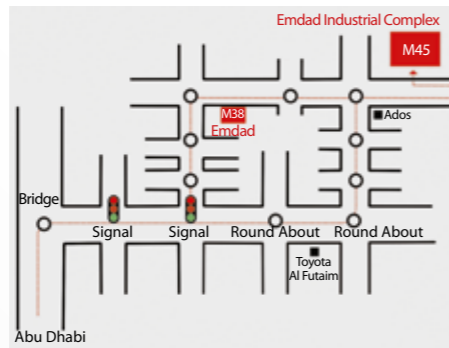 Emdad Industrial Complex
M45
M38
Emdad
Ados
Bridge
Signal
Signal
Round About
Round About
Toyota
Al Futaim
Abu Dhabi